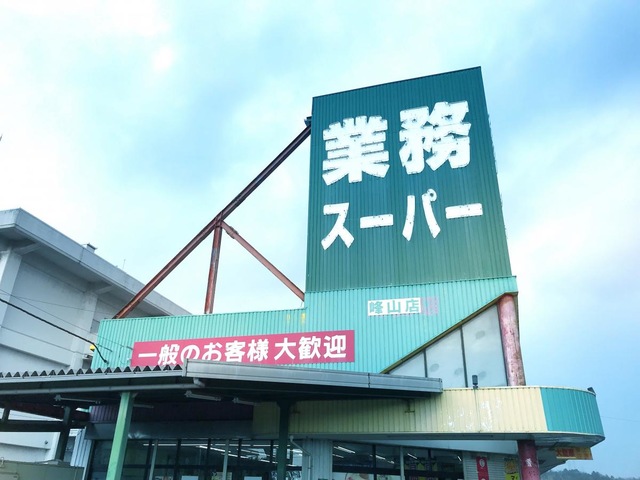 業務
スーパー
峰山店
一般のお客様 大歓迎